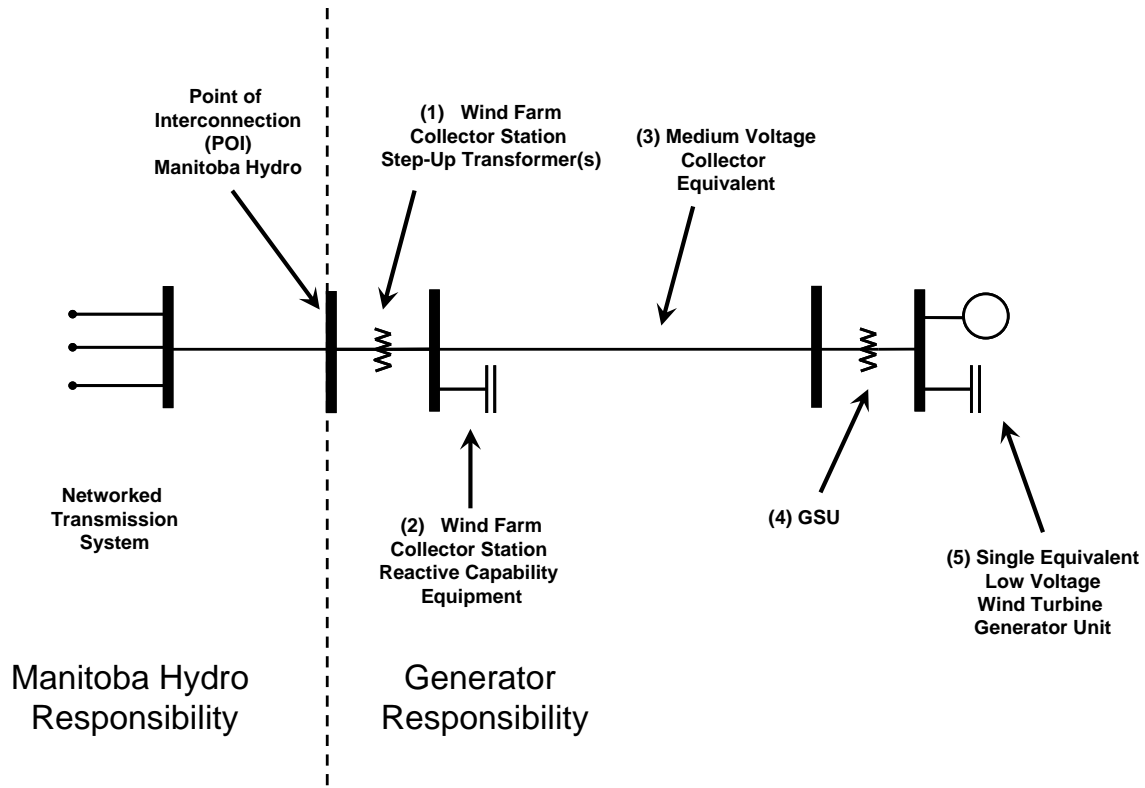 Point of
Interconnection
(POI)
Manitoba Hydro
(1) Wind Farm
Collector Station
Step-Up Transformer(s)
(3) Medium Voltage
Collector
Equivalent
Networked
Transmission
System
(2) Wind Farm
Collector Station
Reactive Capability
Equipment
(4) GSU
(5) Single Equivalent
Low Voltage
Wind Turbine
Generator Unit
Manitoba Hydro
Responsibility
Generator
Responsibility